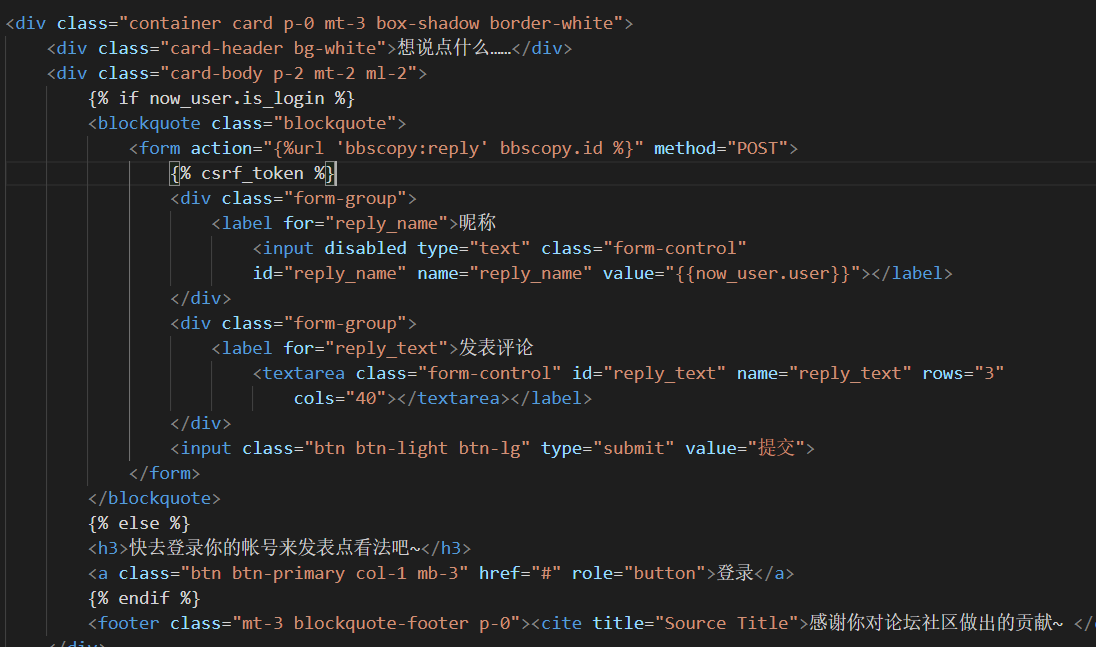 <div class="container card p-0 mt-3 box-shadow border-white">
<div class="card-header bg-white">想说点什么……</div>
<div class="card-body p-2 mt-2 ml-2">
{% if now_user.is_login %}
<blockquote class="blockquote">
<form action="{%url 'bbscopy:reply' bbscopy.id %}" method="POST">
{% csrf_token %}
<div class="form-group">
<label for="reply_name">昵称
<input disabled type="text" class="form-control"
id="reply_name" name="reply_name" value="{{now_user.user}}"></label>
</div>
<div class="form-group">
<label for="reply_text">发表评论
<textarea class="form-control" id="reply_text" name="reply_text" rows="3"
cols="40"></textarea></label>
</div>
<input class="btn btn-light btn-lg" type="submit" value="提交">
</form>
</blockquote>
{% else %}
<h3>快去登录你的帐号来发表点看法吧~</h3>
<a class="btn btn-primary col-1 mb-3" href="#" role="button">登录</a>
{% endif %}
<footer class="mt-3 blockquote-footer p-0"><cite title="Source Title">感谢你对论坛社区做出的贡献~ </
</div>